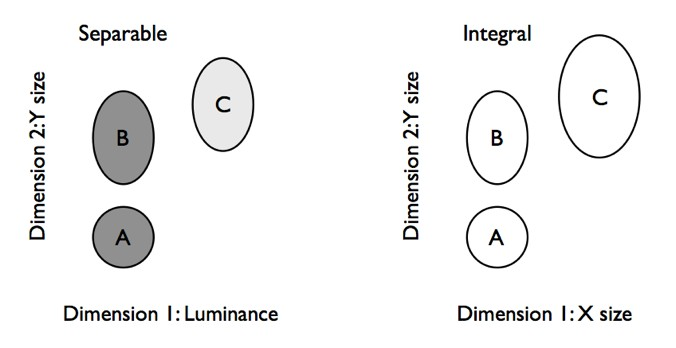 Separable
Dimension 2:Y size
B
C
A
Dimension 1: Luminance
Integral
Dimension 2:Y size
B
C
A
Dimension 1: X size